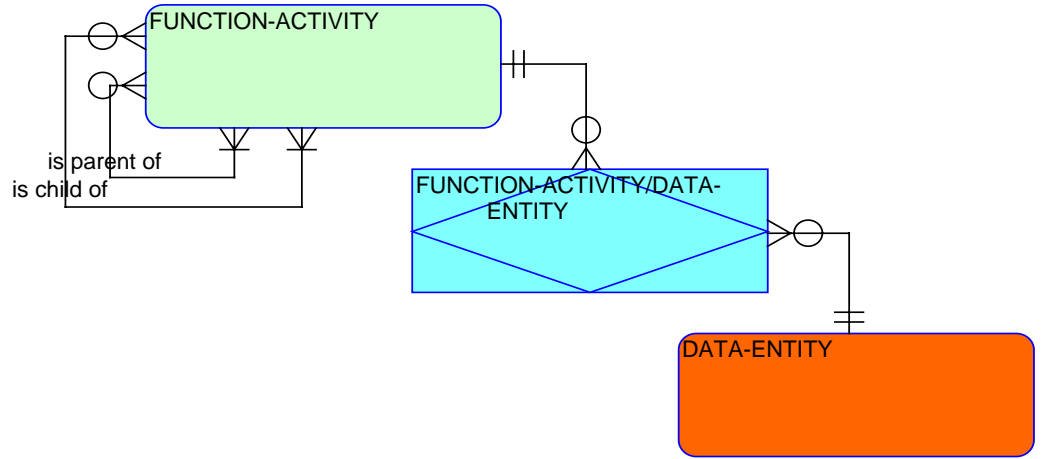 FUNCTION-ACTIVITY
is parent of
is child of
FUNCTION-ACTIVITY/DATA-
ENTITY
DATA-ENTITY